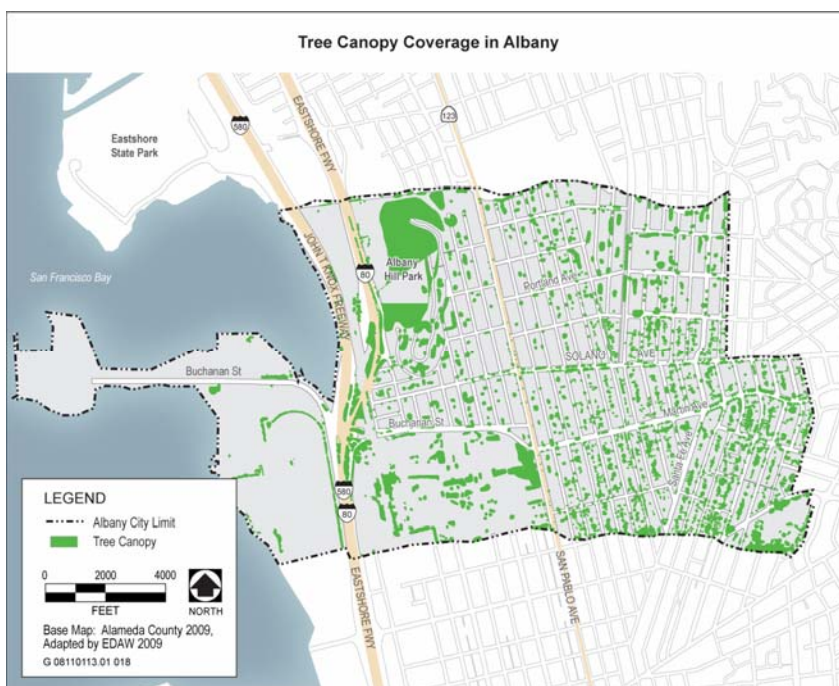 Tree Canopy Coverage in Albany
Eastshore
State Park
580
EASTSHORE FWY
123
San Francisco Bay
JOHN T KNOX FREEWAY
80
Albany
Hill Park
Portland Ave
SOLANO AVE
Buchanan St
Buchanan St
Marin Ave
Santa Fe Ave
580
80
EASTSHORE FWY
SAN PABLO AVE
LEGEND
Albany City Limit
Tree Canopy
0 2000 4000
FEET
NORTH
Base Map: Alameda County 2009,
Adapted by EDAW 2009
G 08110113.01 018